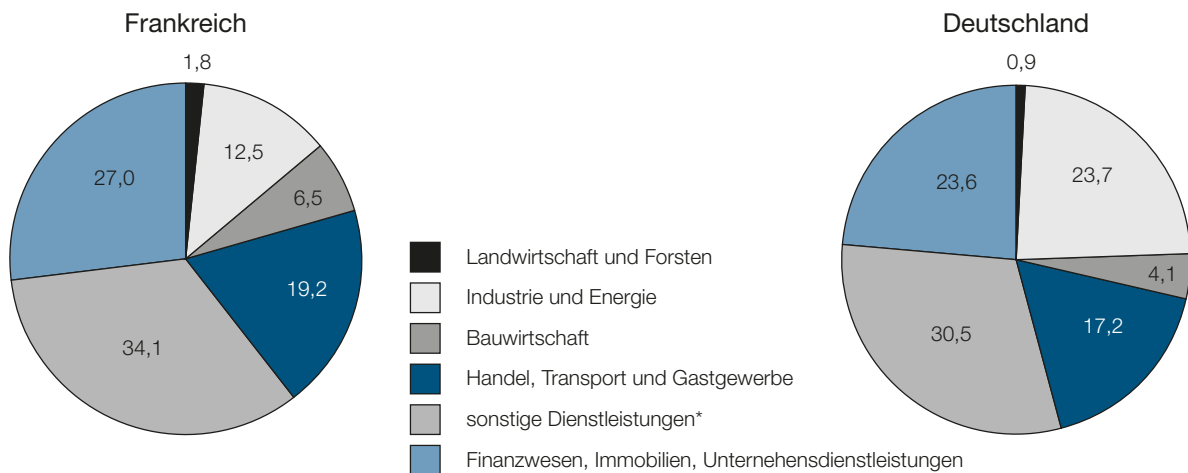 Frankreich
1,8
12,5
6,5
19,2
34,1
27,0
Landwirtschaft und Forsten
Industrie und Energie
Bauwirtschaft
Handel, Transport und Gastgewerbe
sonstige Dienstleistungen*
Finanzwesen, Immobilien, Unternehensdienstleistungen
Deutschland
0,9
23,7
4,1
17,2
30,5
23,6